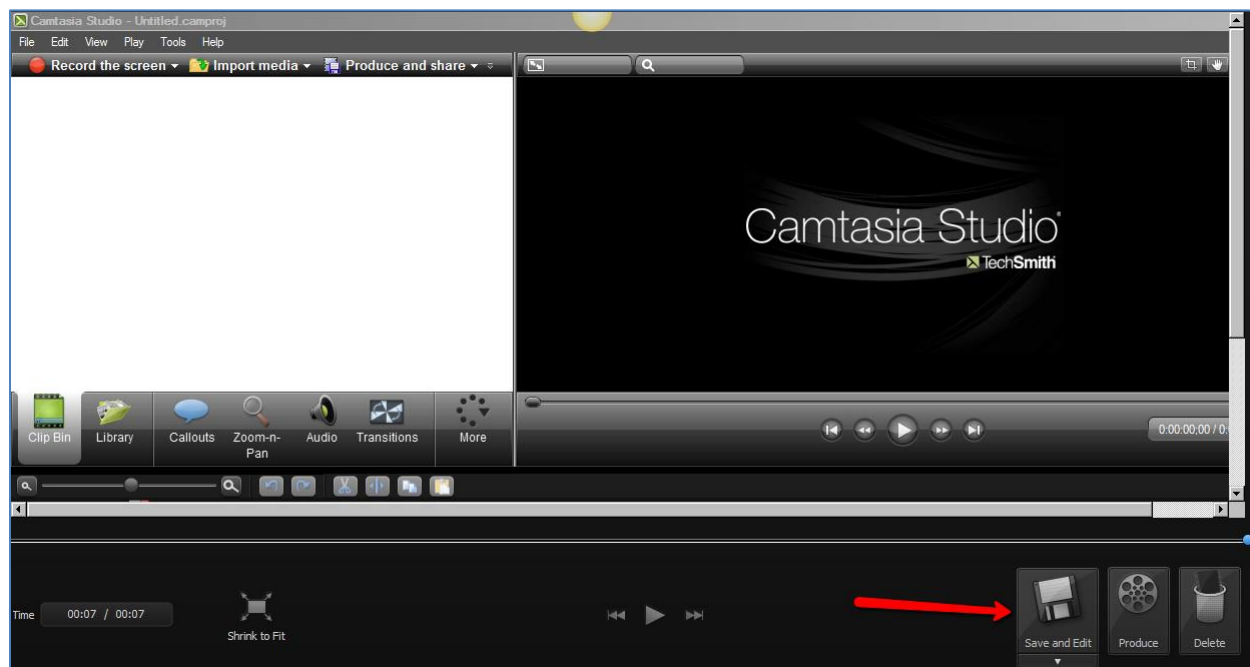 Camtasia Studio - Untitled.camproj
File Edit View Play Tools Help
Record the screen Import media Produce and share
Camtasia Studio®
TechSmith
Clip Bin Library Callouts Zoom-n-Pan Audio Transitions More
0:00:00;00 / 0:
Time 00:07 / 00:07
Shrink to Fit
Save and Edit Produce Delete